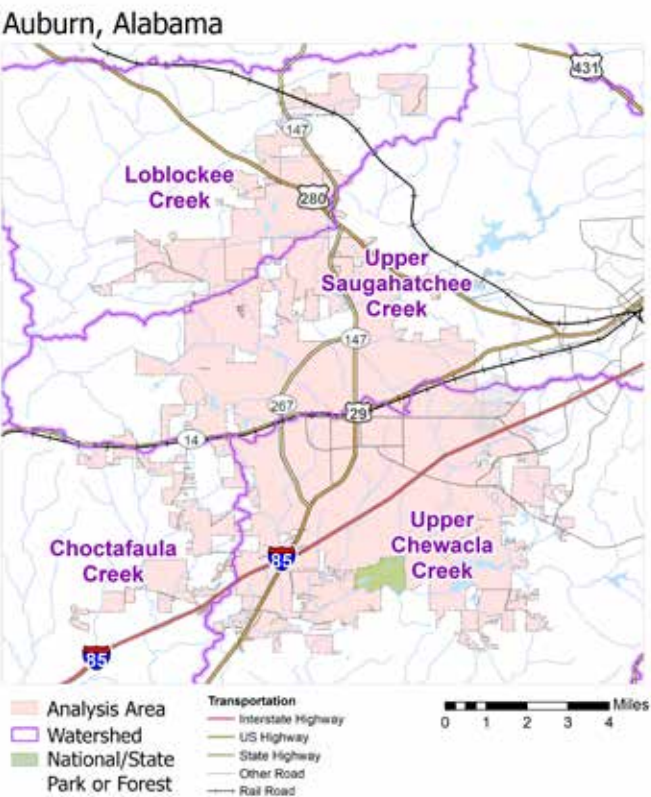 Auburn, Alabama
431
147
Loblockee
Creek
280
Upper
Saugahatchee
Creek
147
267
29
14
Choctafaula
Creek
85
Upper
Chewacla
Creek
85
Analysis Area
Watershed
National/State
Park or Forest
Transportation
Interstate Highway
US Highway
State Highway
Other Road
Rail Road
Miles
0 1 2 3 4